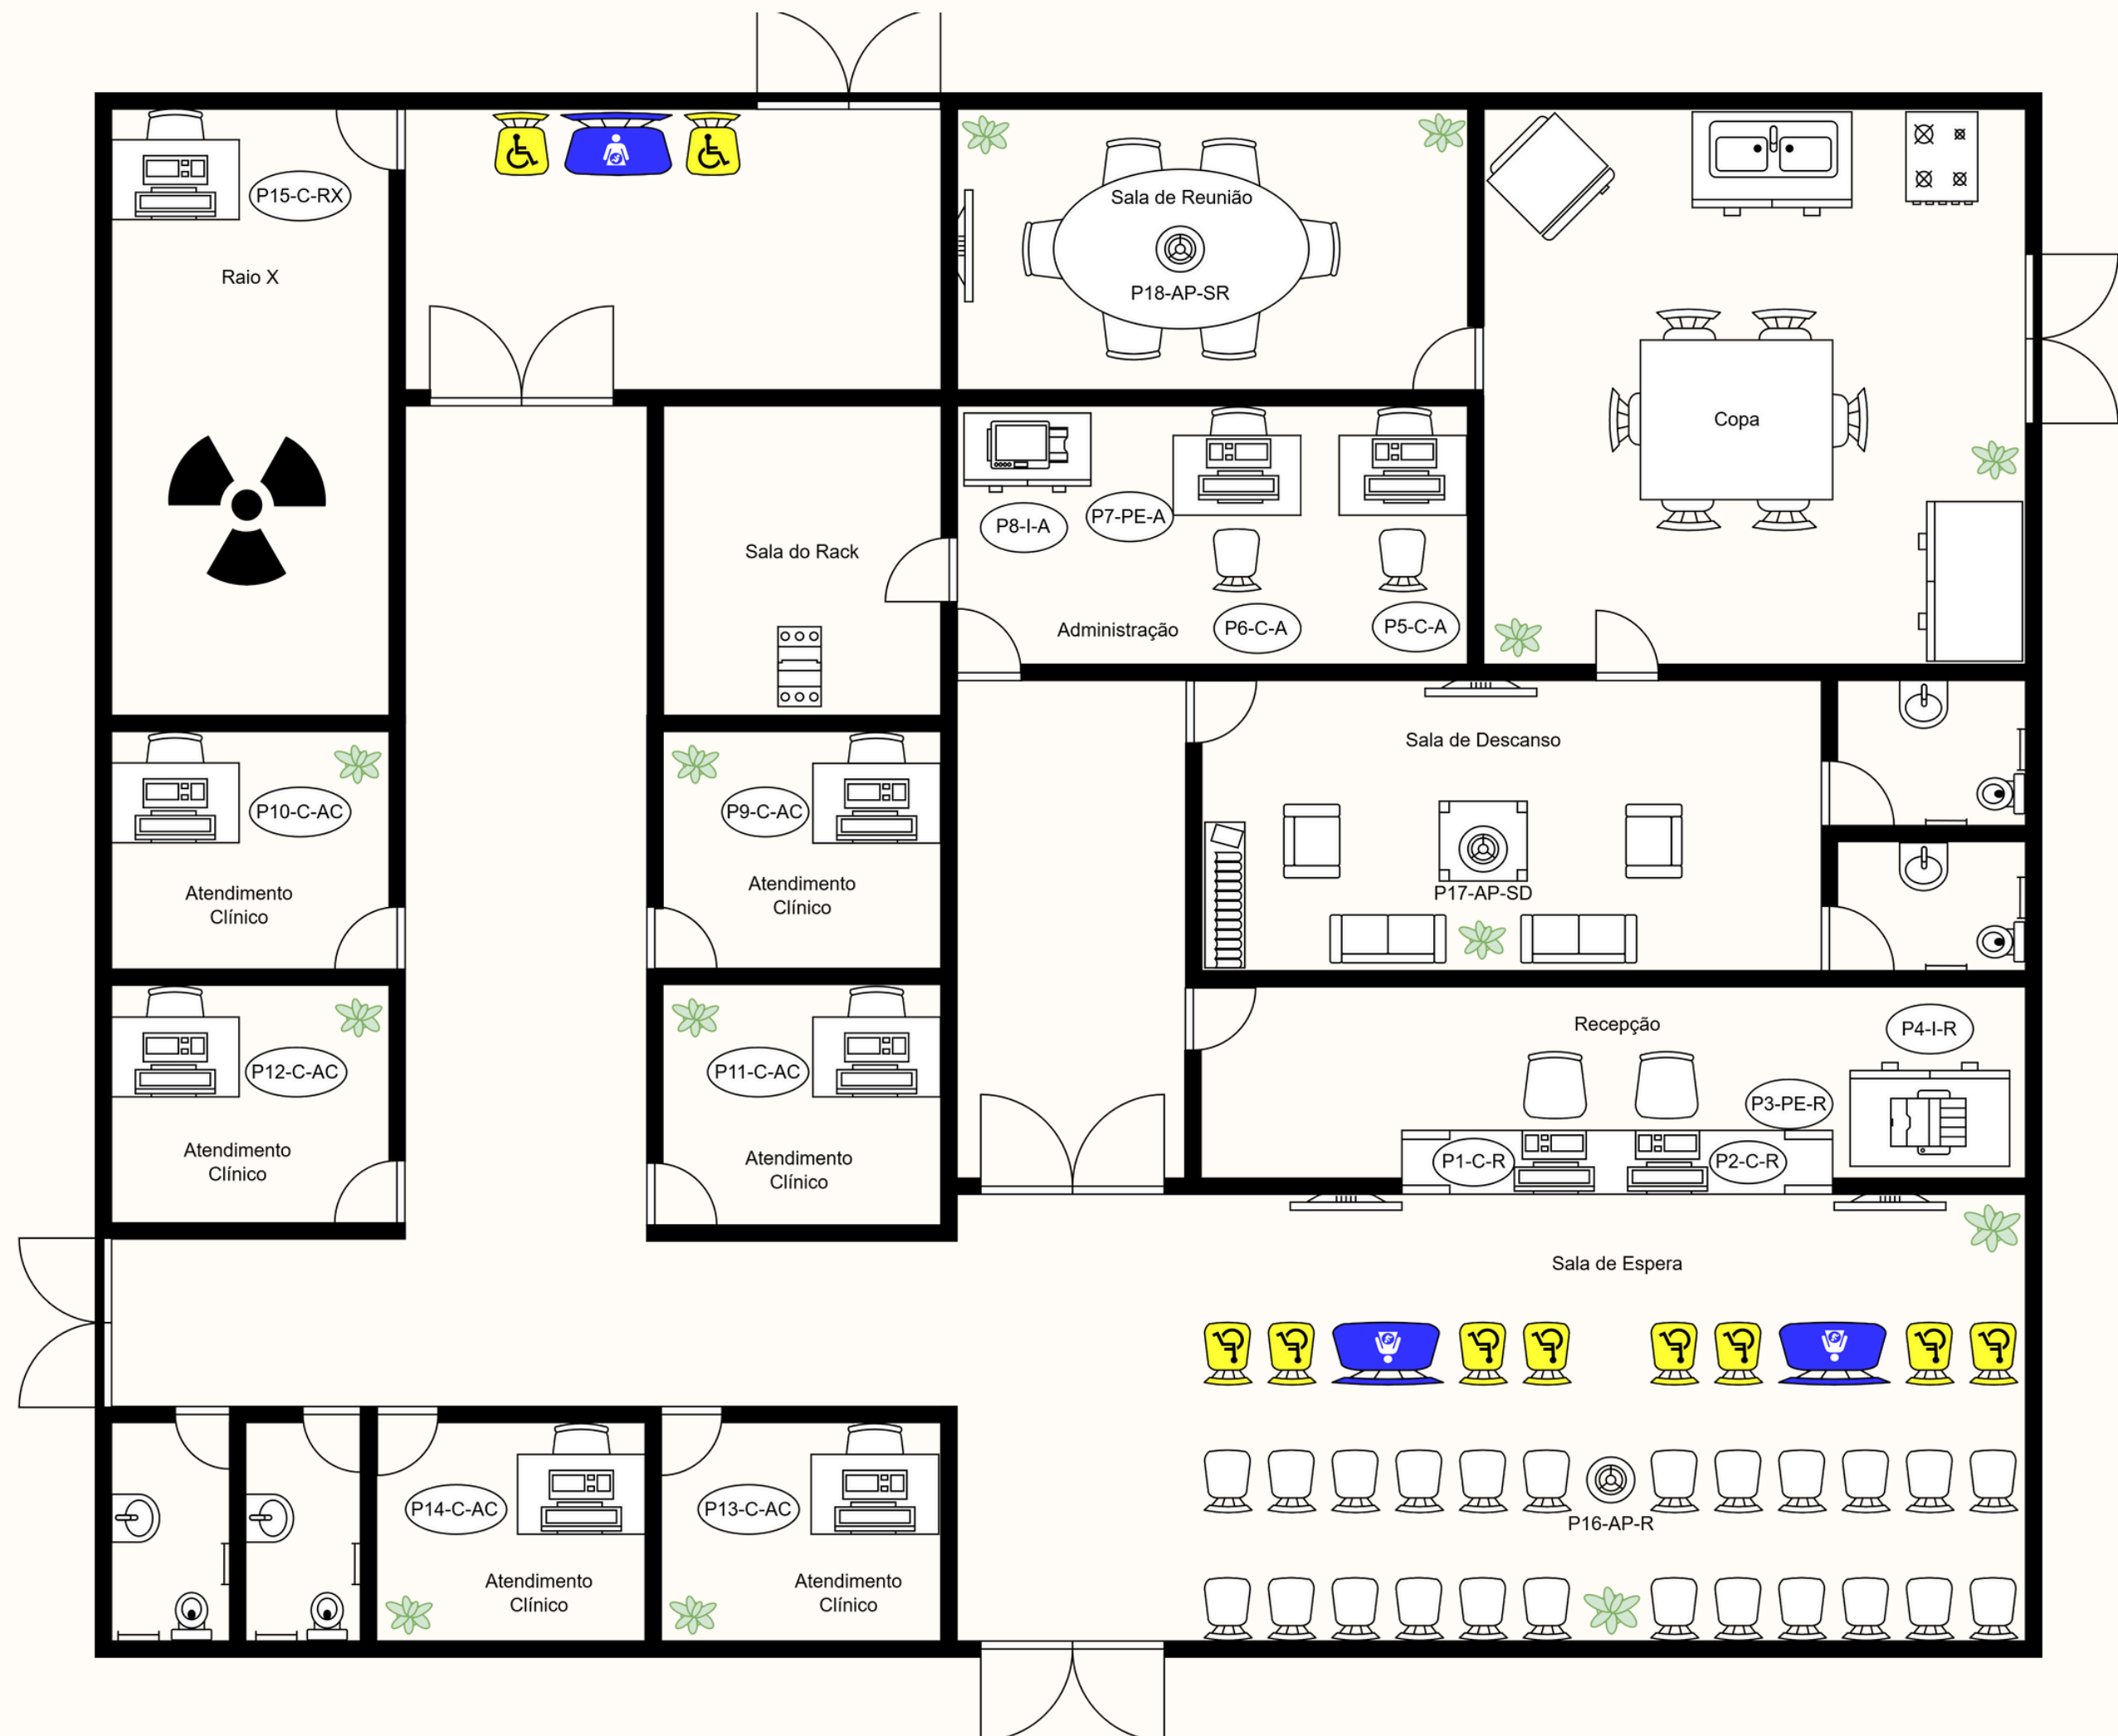 P15-C-RX
Raio X
Sala de Reunião
P18-AP-SR
Copa
Sala do Rack
P8-I-A
P7-PE-A
Administração
P6-C-A
P5-C-A
P10-C-AC
Atendimento
Clínico
P9-C-AC
Atendimento
Clínico
Sala de Descanso
P17-AP-SD
P12-C-AC
Atendimento
Clínico
P11-C-AC
Atendimento
Clínico
Recepção
P4-I-R
P3-PE-R
P1-C-R
P2-C-R
Sala de Espera
P14-C-AC
Atendimento
Clínico
P13-C-AC
Atendimento
Clínico
P16-AP-R